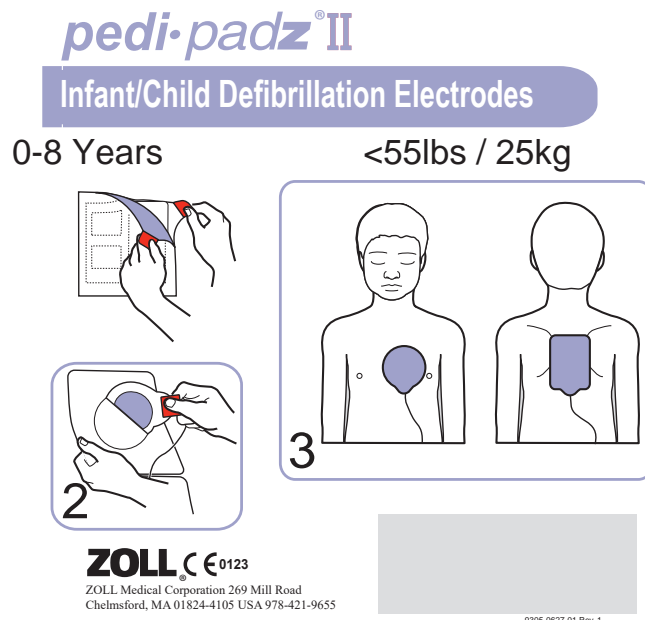 pedi•padz®II
Infant/Child Defibrillation Electrodes
0-8 Years
<55lbs / 25kg
2
3
ZOLL® CE 0123
ZOLL Medical Corporation 269 Mill Road
Chelmsford, MA 01824-4105 USA 978-421-9655